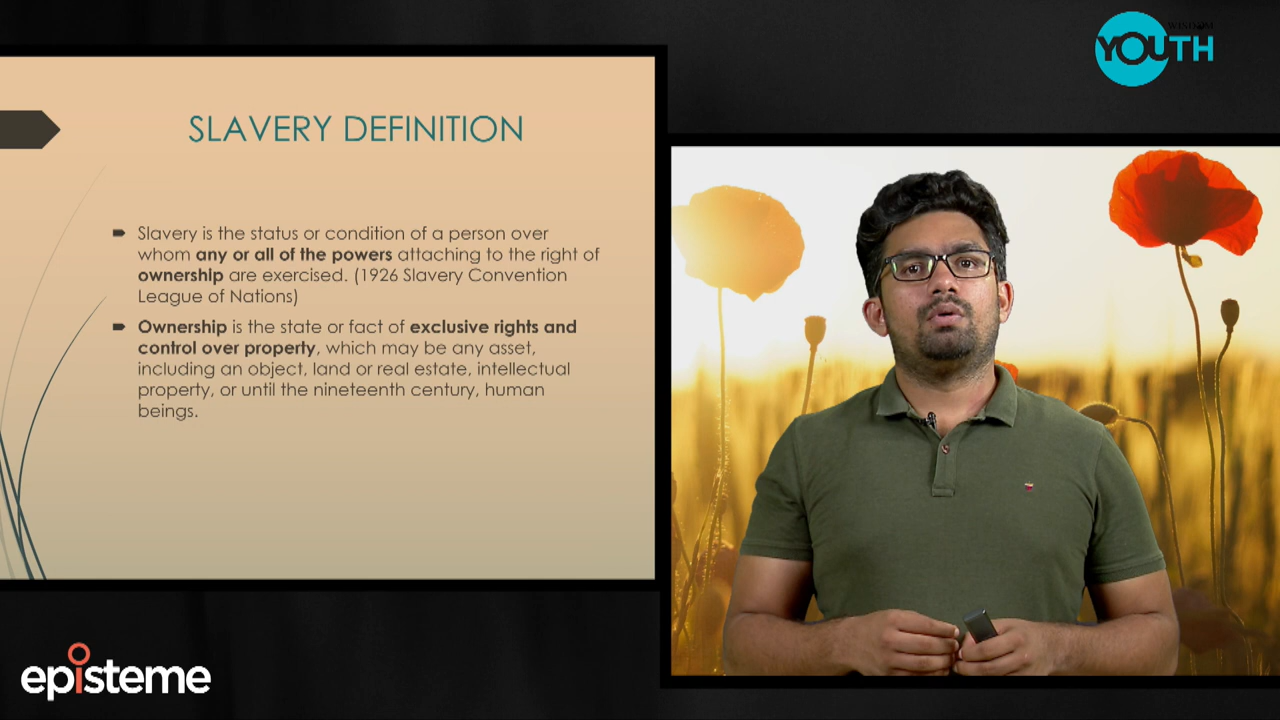 WISDOM
YOUTH
SLAVERY DEFINITION
Slavery is the status or condition of a person over
whom any or all of the powers attaching to the right of
ownership are exercised. (1926 Slavery Convention
League of Nations)
Ownership is the state or fact of exclusive rights and
control over property, which may be any asset,
including an object, land or real estate, intellectual
property, or until the nineteenth century, human
beings.
episteme